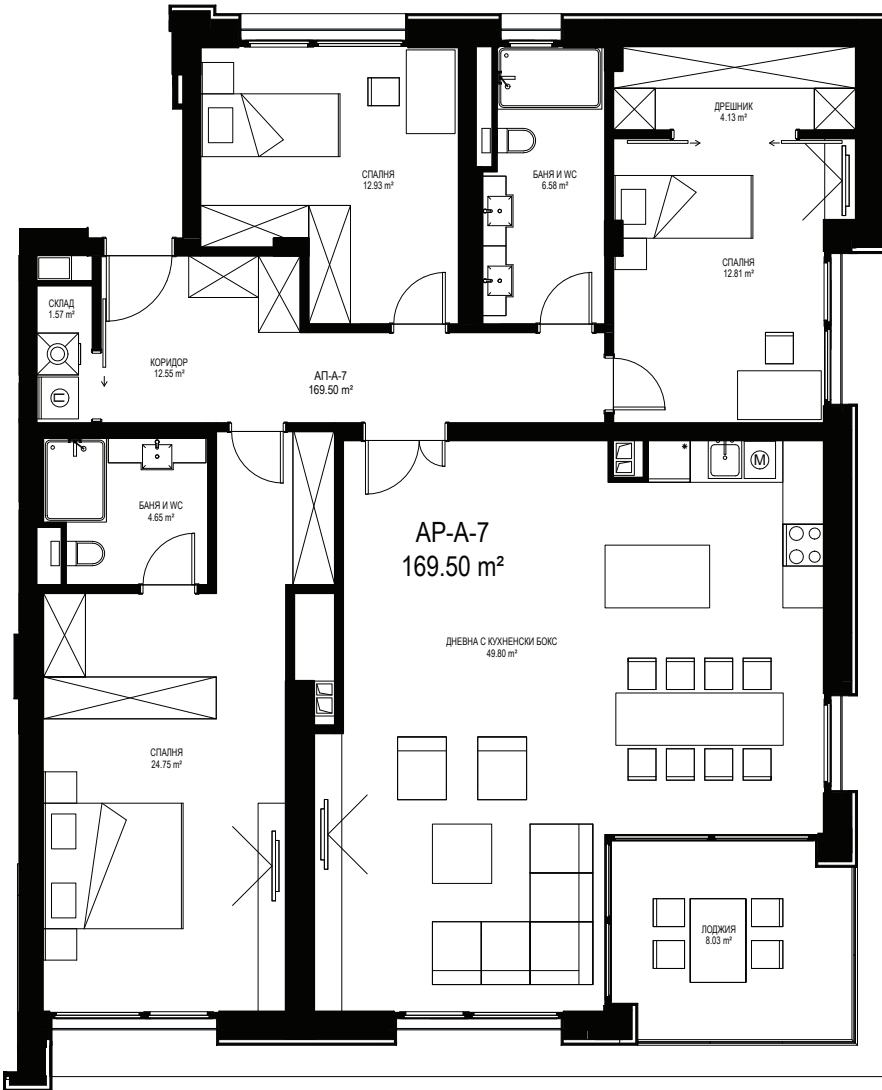 ДРЕШНИК
4.13 m²
СПАЛНЯ
12.93 m²
БАНЯ И WC
6.58 m²
СПАЛНЯ
12.81 m²
СКЛАД
1.57 m²
КОРИДОР
12.55 m²
АП-А-7
169.50 m²
П
БАНЯ И WC
4.65 m²
М
AP-A-7
169.50 m²
ДНЕВНА С КУХНЕНСКИ БОКС
49.80 m²
СПАЛНЯ
24.75 m²
ЛОДЖИЯ
8.03 m²